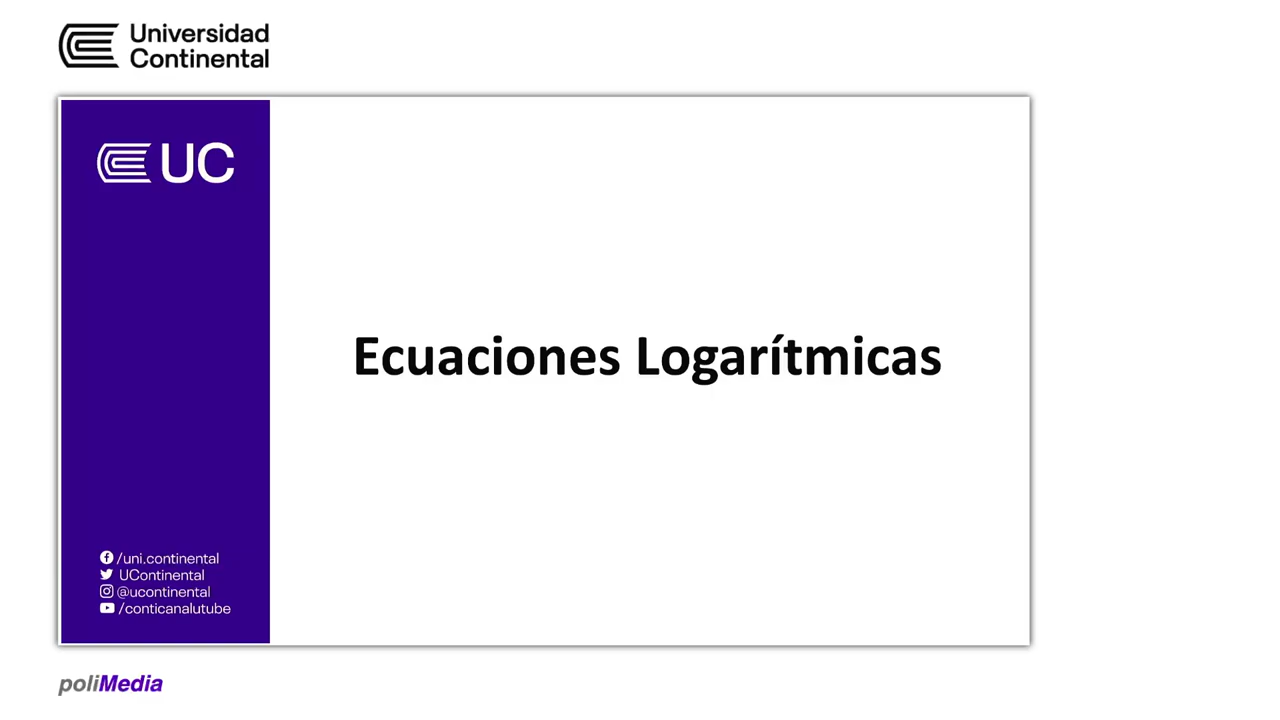 Universidad
Continental
UC
Ecuaciones Logarítmicas
/uni.continental
UContinental
@ucontinental
/conticanalutube
poliMedia